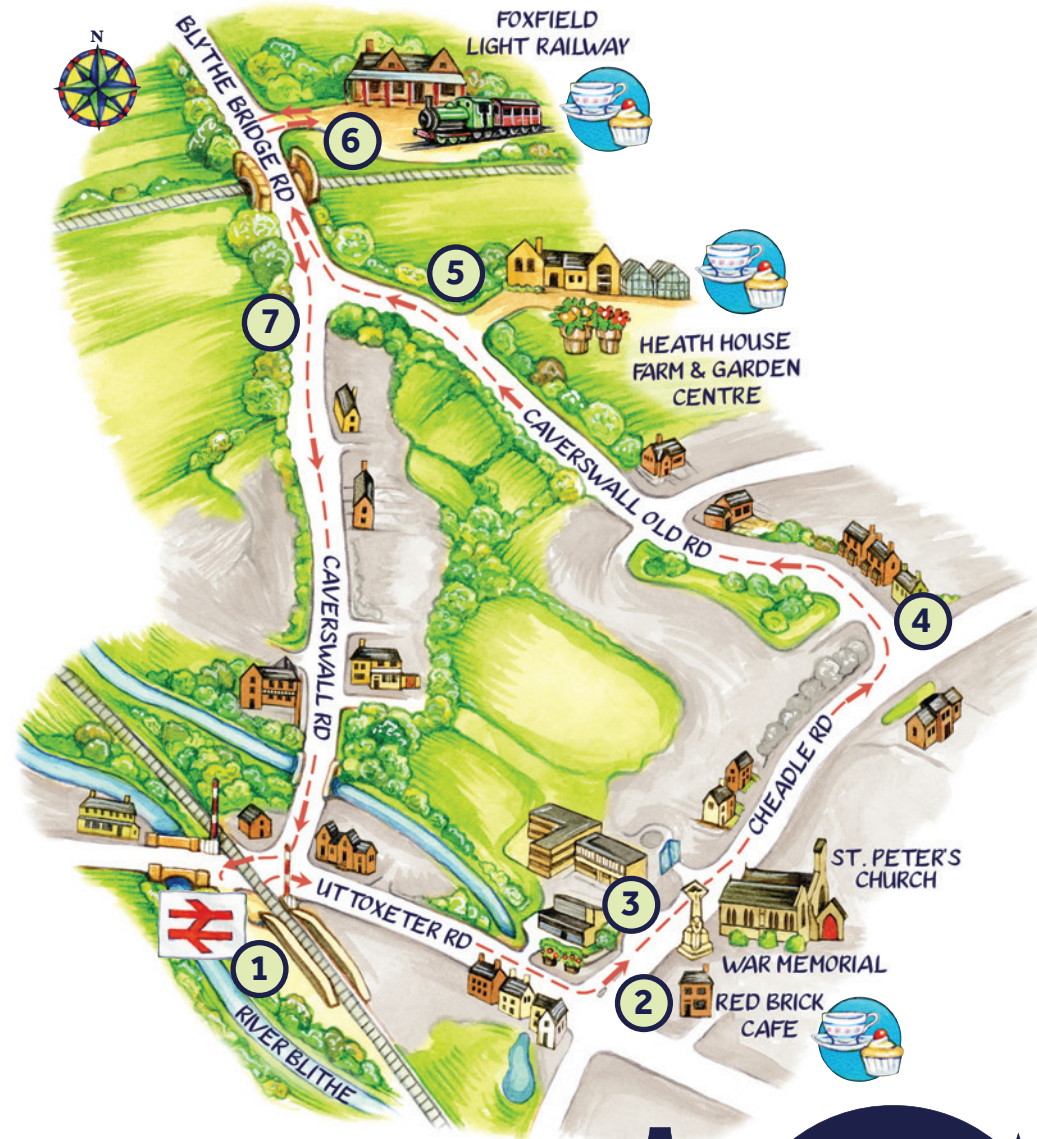 N
BLYTHE BRIDGE RD
FOXFIELD
LIGHT RAILWAY
6
5
7
HEATH HOUSE
FARM & GARDEN
CENTRE
CAVERSWALL OLD RD
4
CAVERSWALL RD
CHEADLE RD
ST. PETER'S
CHURCH
3
UTTOXETER RD
1
WAR MEMORIAL
2
RED BRICK
CAFE
RIVER BLITHE